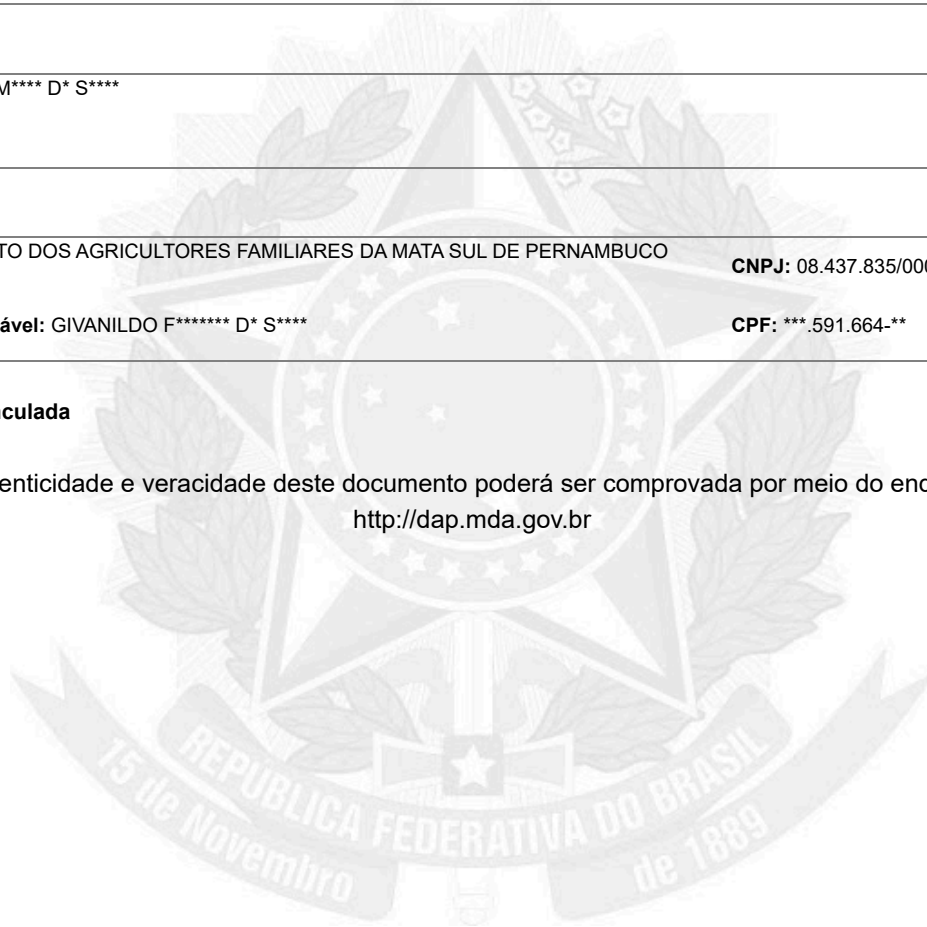 M**** D* S****
TO DOS AGRICULTORES FAMILIARES DA MATA SUL DE PERNAMBUCO
CNPJ: 08.437.835/00
ável: GIVANILDO F******* D* S****
CPF: ***.591.664-**
culada
enticidade e veracidade deste documento poderá ser comprovada por meio do end
http://dap.mda.gov.br
REPÚBLICA FEDERATIVA DO BRASIL
15 de Novembro
de 1889